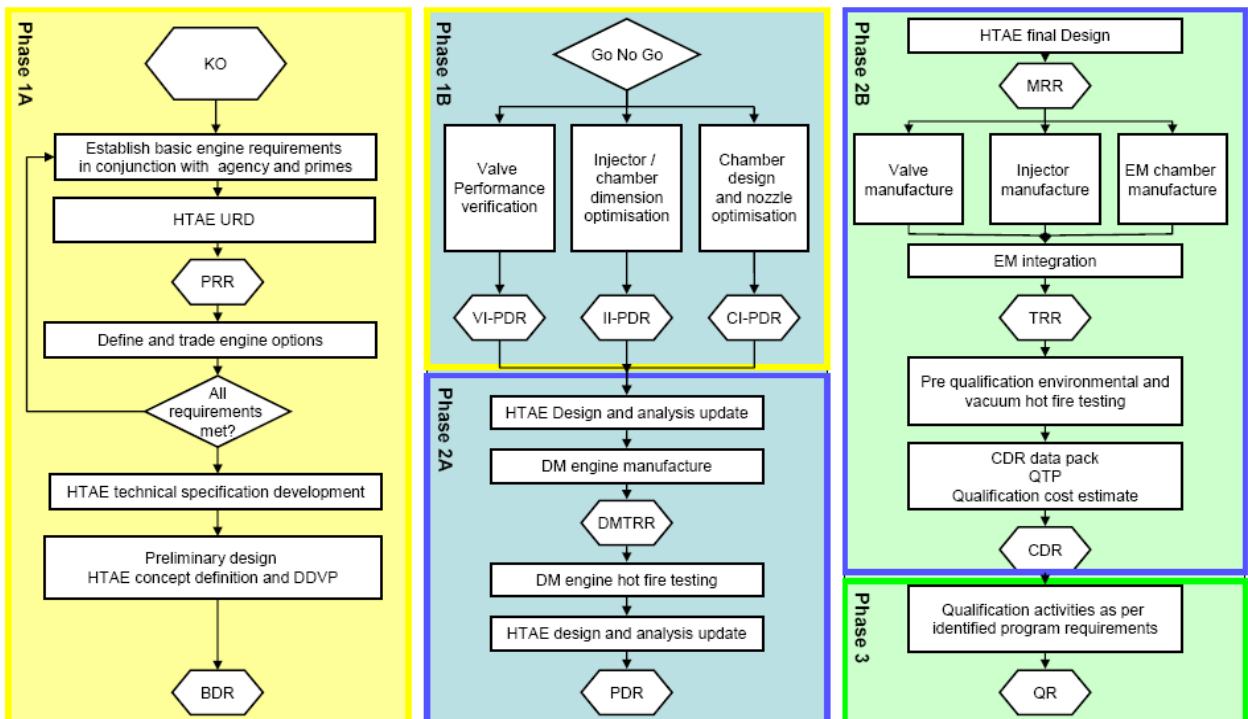 Phase 1A
KO
Establish basic engine requirements
in conjunction with agency and primes
HTAE URD
PRR
Define and trade engine options
All
requirements
met?
HTAE technical specification development
Preliminary design
HTAE concept definition and DDVP
BDR
Phase 1B
Go No Go
Valve
Performance
verification
Injector /
chamber
dimension
optimisation
Chamber
design
and nozzle
optimisation
VI-PDR
II-PDR
CI-PDR
Phase 2A
HTAE Design and analysis update
DM engine manufacture
DMTRR
DM engine hot fire testing
HTAE design and analysis update
PDR
Phase 2B
HTAE final Design
MRR
Valve
manufacture
Injector
manufacture
EM chamber
manufacture
EM integration
TRR
Pre qualification environmental and
vacuum hot fire testing
CDR data pack
QTP
Qualification cost estimate
CDR
Phase 3
Qualification activities as per
identified program requirements
QR